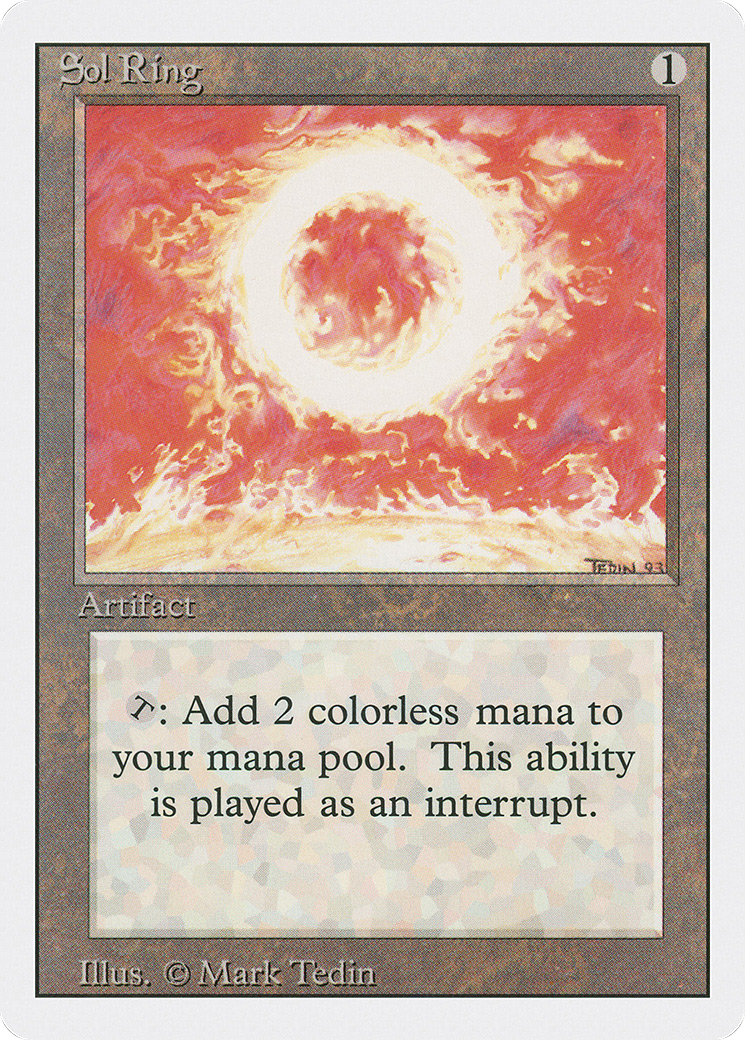 Sol Ring 1
TEDIN 93
Artifact
T: Add 2 colorless mana to
your mana pool. This ability
is played as an interrupt.
Illus. © Mark Tedin